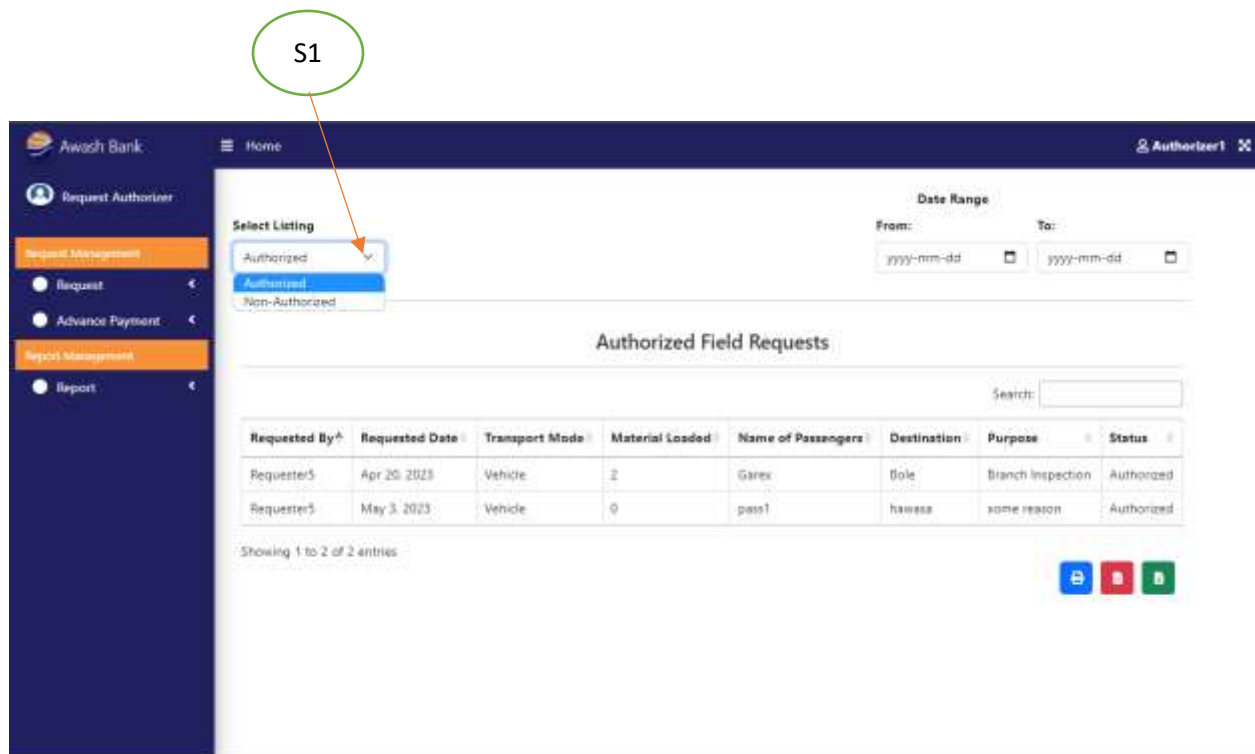 S1
Awash Bank
Home
Authorizer1
Request Authorizer
Date Range
Select Listing
From:
To:
Authorized
yyyy-mm-dd
yyyy-mm-dd
Request Management
Authorized
Request
Non-Authorized
Advance Payment
Authorized Field Requests
Report Management
Report
Search:
Requested By Requested Date Transport Mode Material Loaded Name of Passengers Destination Purpose Status
Requester5 Apr 20, 2023 Vehicle 2 Garex Bole Branch Inspection Authorized
Requester5 May 3, 2023 Vehicle 0 pass1 hawasa some reason Authorized
Showing 1 to 2 of 2 entries